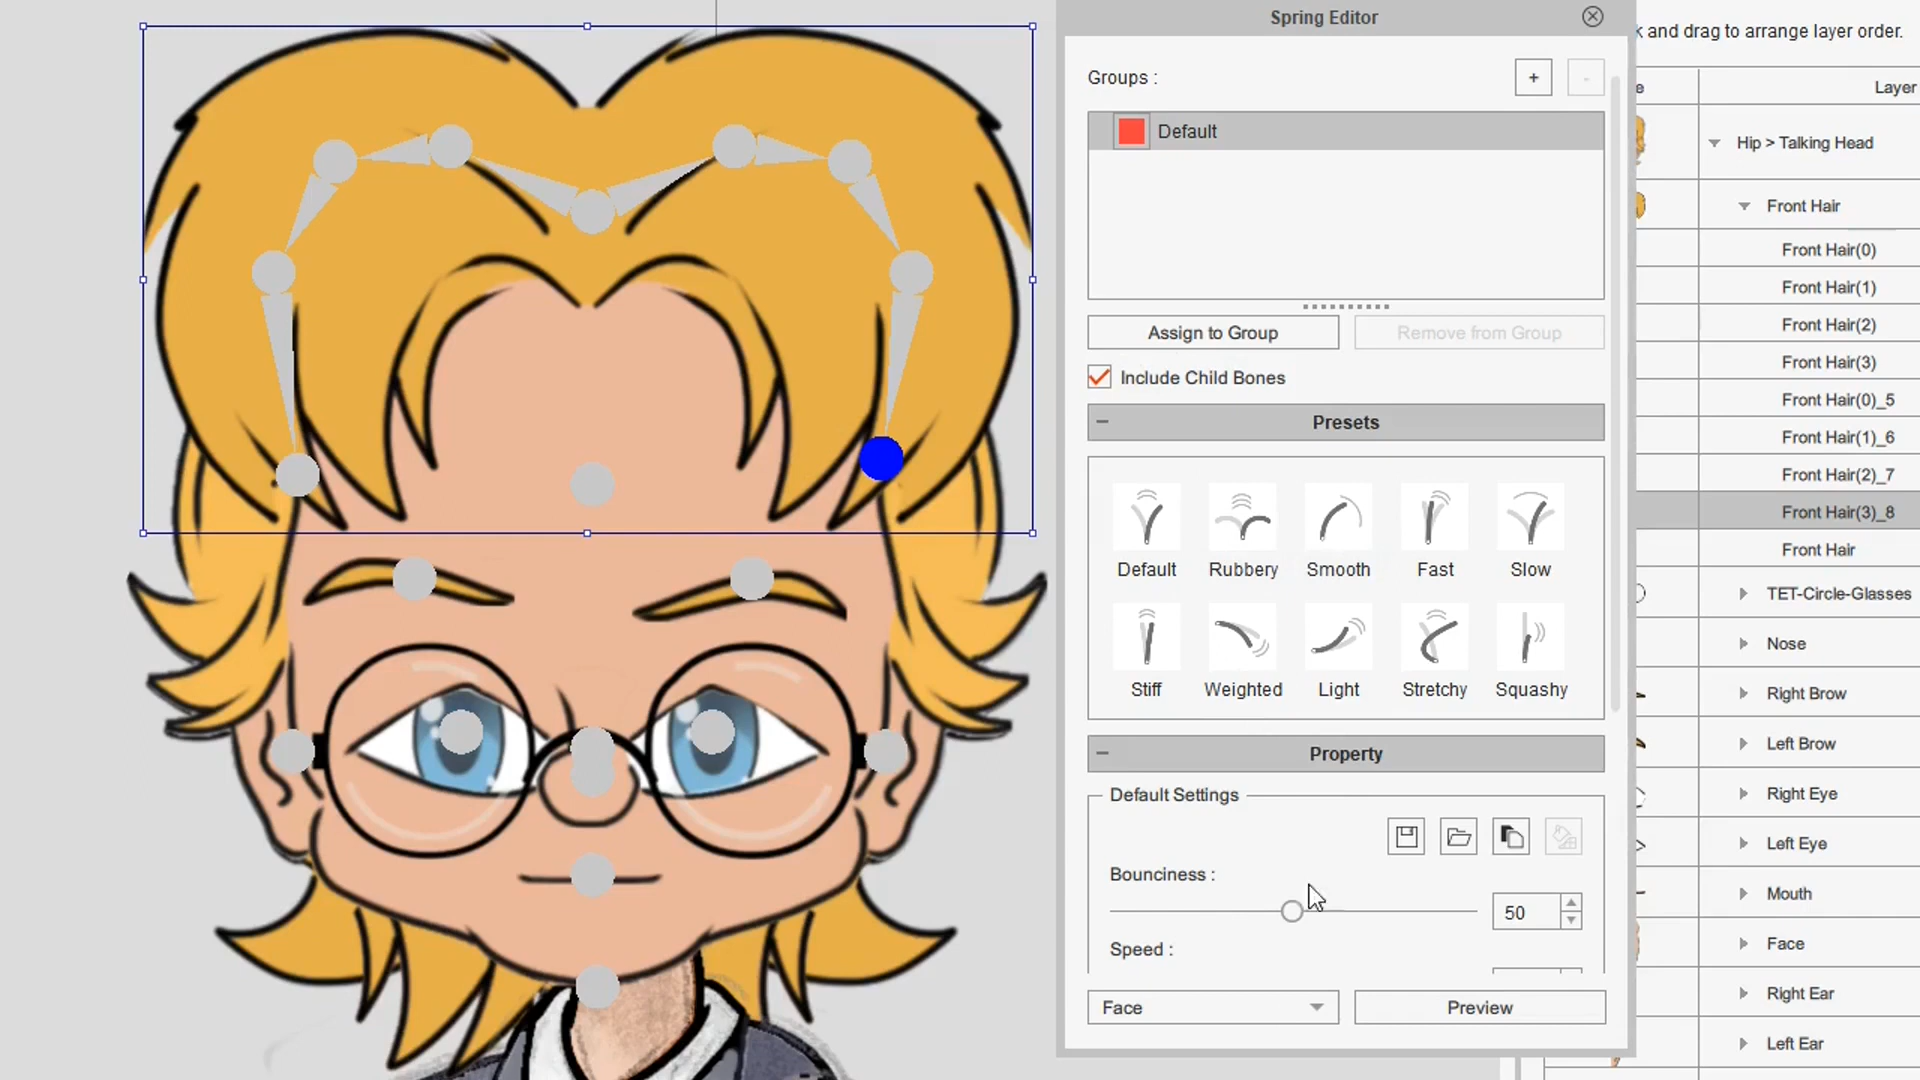 Spring Editor
k and drag to arrange layer order.
Groups :
+
-
e
Layer
Default
Hip > Talking Head
Front Hair
Front Hair(0)
Front Hair(1)
Front Hair(2)
Assign to Group
Remove from Group
Front Hair(3)
Include Child Bones
Front Hair(0)_5
Presets
Front Hair(1)_6
Front Hair(2)_7
Front Hair(3)_8
Front Hair
Default
Rubbery
Smooth
Fast
Slow
TET-Circle-Glasses
Nose
Stiff
Weighted
Light
Stretchy
Squashy
Right Brow
Left Brow
Property
Default Settings
Right Eye
Left Eye
Bounciness :
50
Mouth
Speed :
Face
Face
Preview
Right Ear
Left Ear